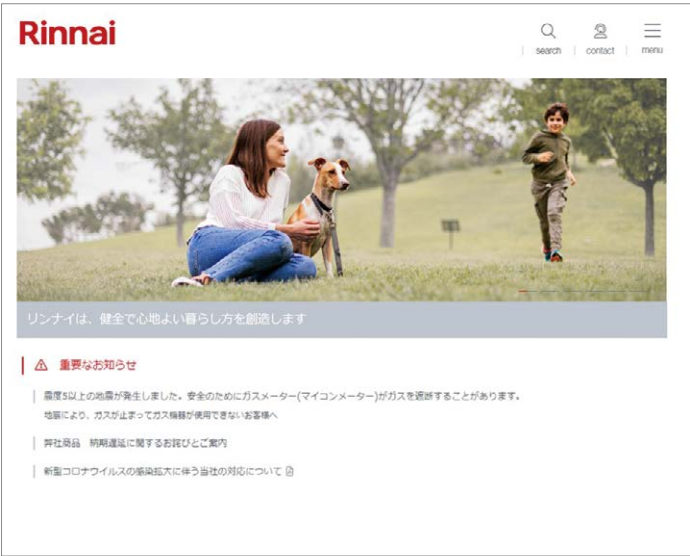 Rinnai
search
contact
menu
リンナイは、健全で心地よい暮らし方を創造します
重要なお知らせ
震度5以上の地震が発生しました。安全のためにガスメーター(マイコンメーター)がガスを遮断することがあります。
地震により、ガスが止まってガス機器が使用できないお客様へ
弊社商品　納期遅延に関するお詫びとご案内
新型コロナウイルスの感染拡大に伴う当社の対応について